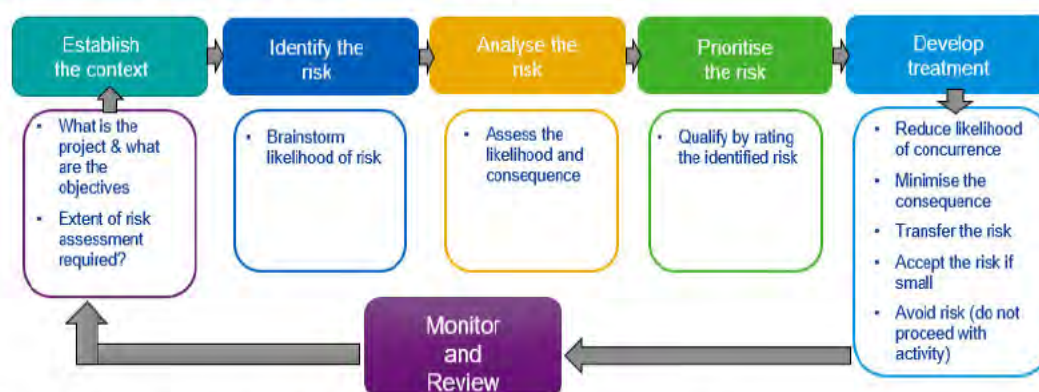 Establish
the context
Identify the
risk
Analyse the
risk
Prioritise
the risk
Develop
treatment
• What is the
project & what
are the
objectives
• Extent of risk
assessment
required?
• Brainstorm
likelihood of risk
• Assess the
likelihood and
consequence
• Qualify by rating
the identified risk
• Reduce likelihood
of concurrence
• Minimise the
consequence
• Transfer the risk
• Accept the risk if
small
• Avoid risk (do not
proceed with
activity)
Monitor
and
Review